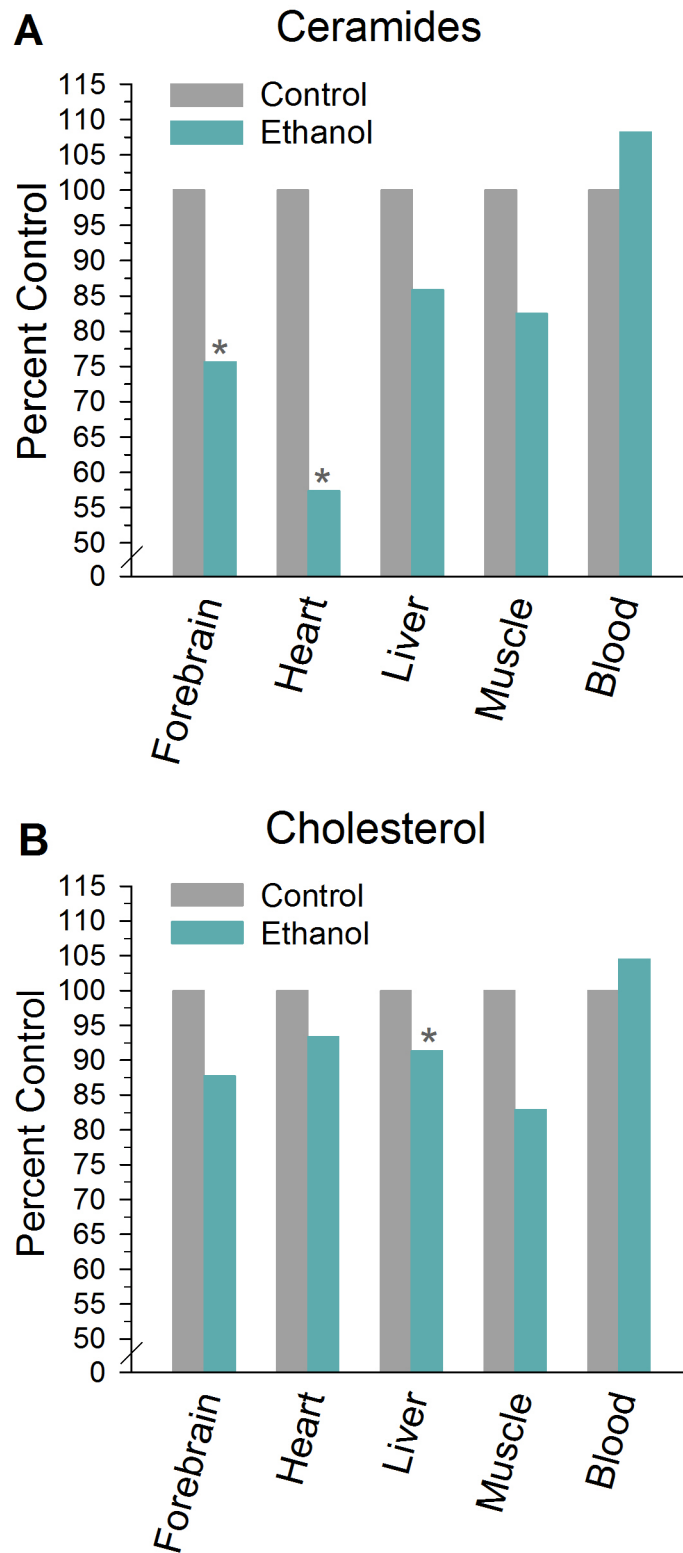 A
Ceramides
115
110
105
100
95
90
85
80
75
70
65
60
55
50
0
Percent Control
Control
Ethanol
*
*
Forebrain
Heart
Liver
Muscle
Blood
B
Cholesterol
115
110
105
100
95
90
85
80
75
70
65
60
55
50
0
Percent Control
Control
Ethanol
*
Forebrain
Heart
Liver
Muscle
Blood